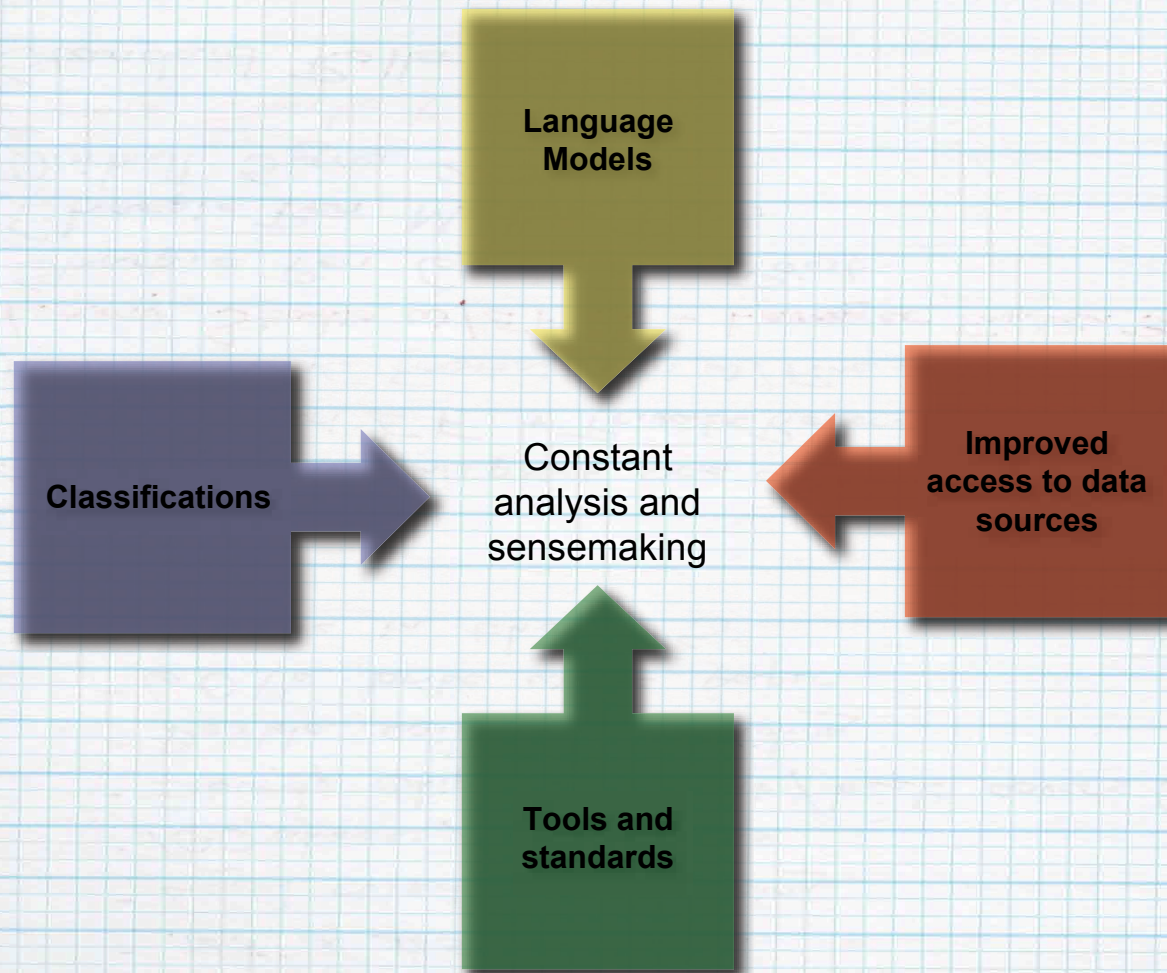 Language
Models
Classifications
Constant
analysis and
sensemaking
Improved
access to data
sources
Tools and
standards